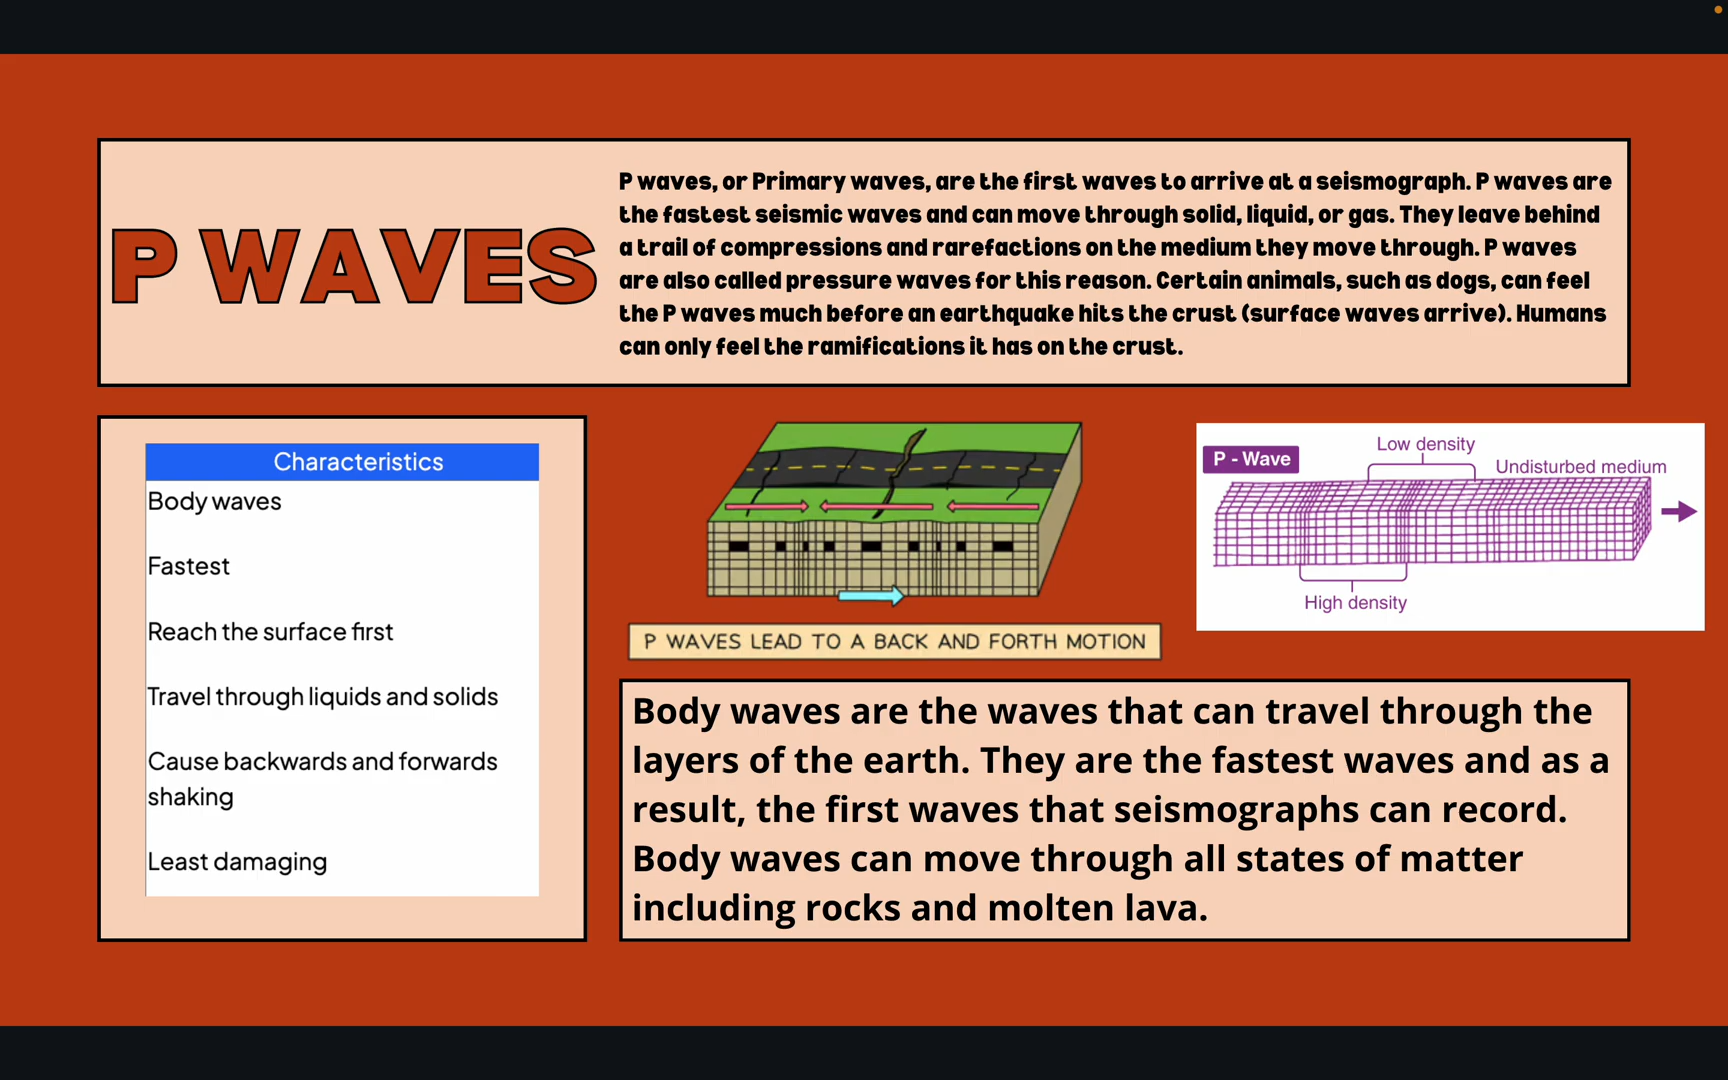 P WAVES
P waves, or Primary waves, are the first waves to arrive at a seismograph. P waves are
the fastest seismic waves and can move through solid, liquid, or gas. They leave behind
a trail of compressions and rarefactions on the medium they move through. P waves
are also called pressure waves for this reason. Certain animals, such as dogs, can feel
the P waves much before an earthquake hits the crust (surface waves arrive). Humans
can only feel the ramifications it has on the crust.
Characteristics
Body waves
Fastest
Reach the surface first
Travel through liquids and solids
Cause backwards and forwards
shaking
Least damaging
P WAVES LEAD TO A BACK AND FORTH MOTION
P - Wave
Low density
Undisturbed medium
High density
Body waves are the waves that can travel through the
layers of the earth. They are the fastest waves and as a
result, the first waves that seismographs can record.
Body waves can move through all states of matter
including rocks and molten lava.